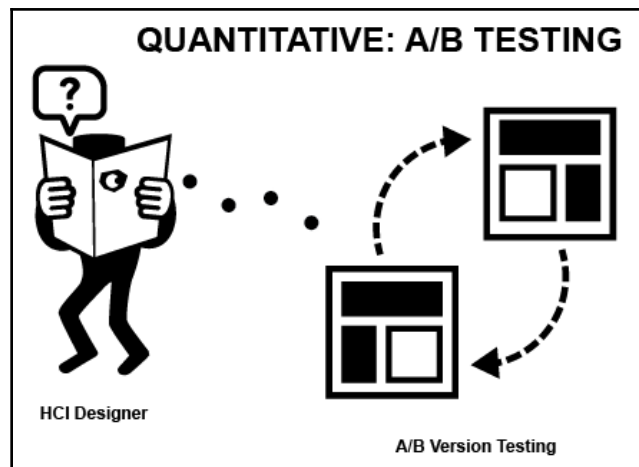 QUANTITATIVE: A/B TESTING
?
HCI Designer
A/B Version Testing